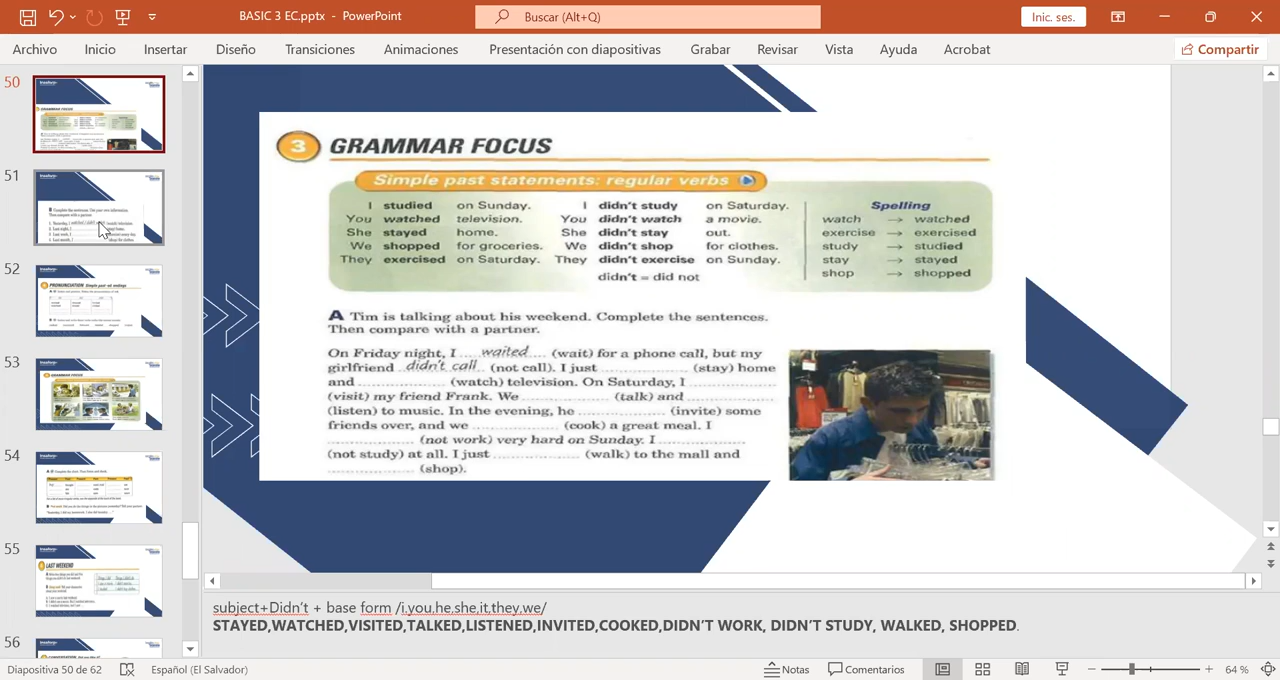 BASIC 3 EC.pptx - PowerPoint
Buscar (Alt+Q)
Inic. ses.
Archivo Inicio Insertar Diseño Transiciones Animaciones Presentación con diapositivas Grabar Revisar Vista Ayuda Acrobat
Compartir
50
51
52
53
54
55
56
3 GRAMMAR FOCUS
Simple past statements: regular verbs
I studied on Sunday. I didn't study on Saturday. Spelling
You watched television. You didn't watch a movie. watch → watched
She stayed home. She didn't stay out. exercise → exercised
We shopped for groceries. We didn't shop for clothes. study → studied
They exercised on Saturday. They didn't exercise on Sunday. stay → stayed
didn't = did not shop → shopped
A Tim is talking about his weekend. Complete the sentences.
Then compare with a partner.
On Friday night, I waited (wait) for a phone call, but my
girlfriend didn't call (not call). I just ............ (stay) home
and ............ (watch) television. On Saturday, I ............
(visit) my friend Frank. We ............ (talk) and ............
(listen) to music. In the evening, he ............ (invite) some
friends over, and we ............ (cook) a great meal. I
............ (not work) very hard on Sunday. I ............
(not study) at all. I just ............ (walk) to the mall and
............ (shop).
subject+Didn't + base form /i,you,he,she,it,they,we/
STAYED,WATCHED,VISITED,TALKED,LISTENED,INVITED,COOKED,DIDN'T WORK, DIDN'T STUDY, WALKED, SHOPPED.
Diapositiva 50 de 62 Español (El Salvador) Notas Comentarios 64 %